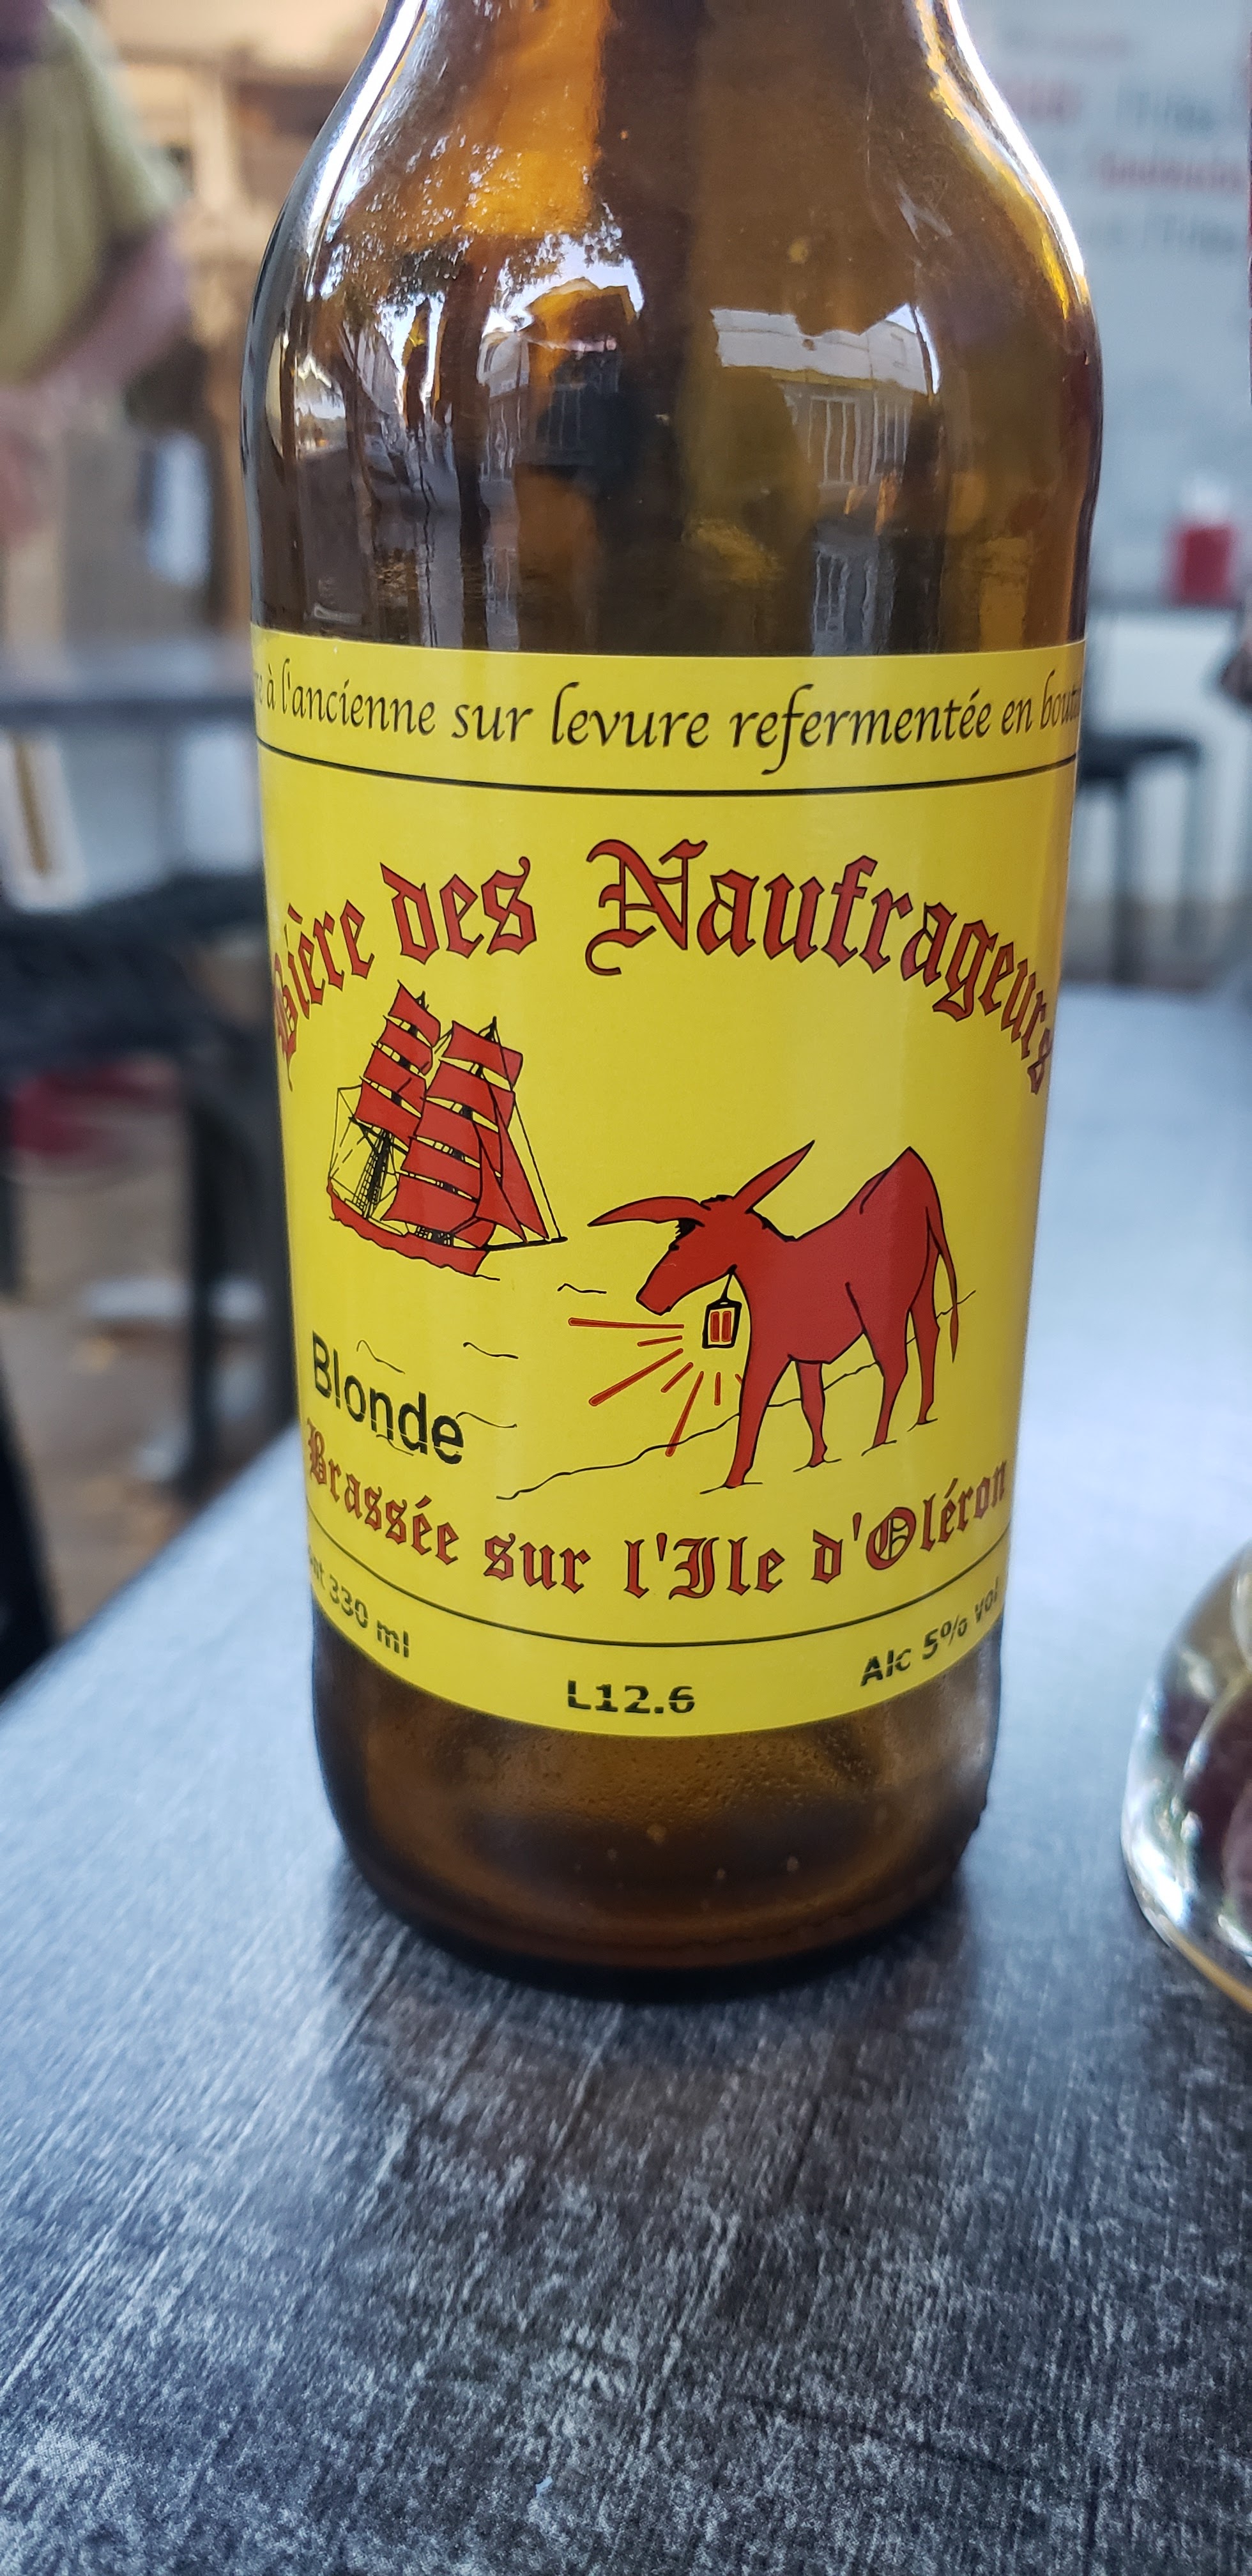 à l'ancienne sur levure refermentée en
Bière des Naufrageurs
Blonde
Brassée sur l'Ile d'Oléron
330 ml
L12.6
Alc 5% vol